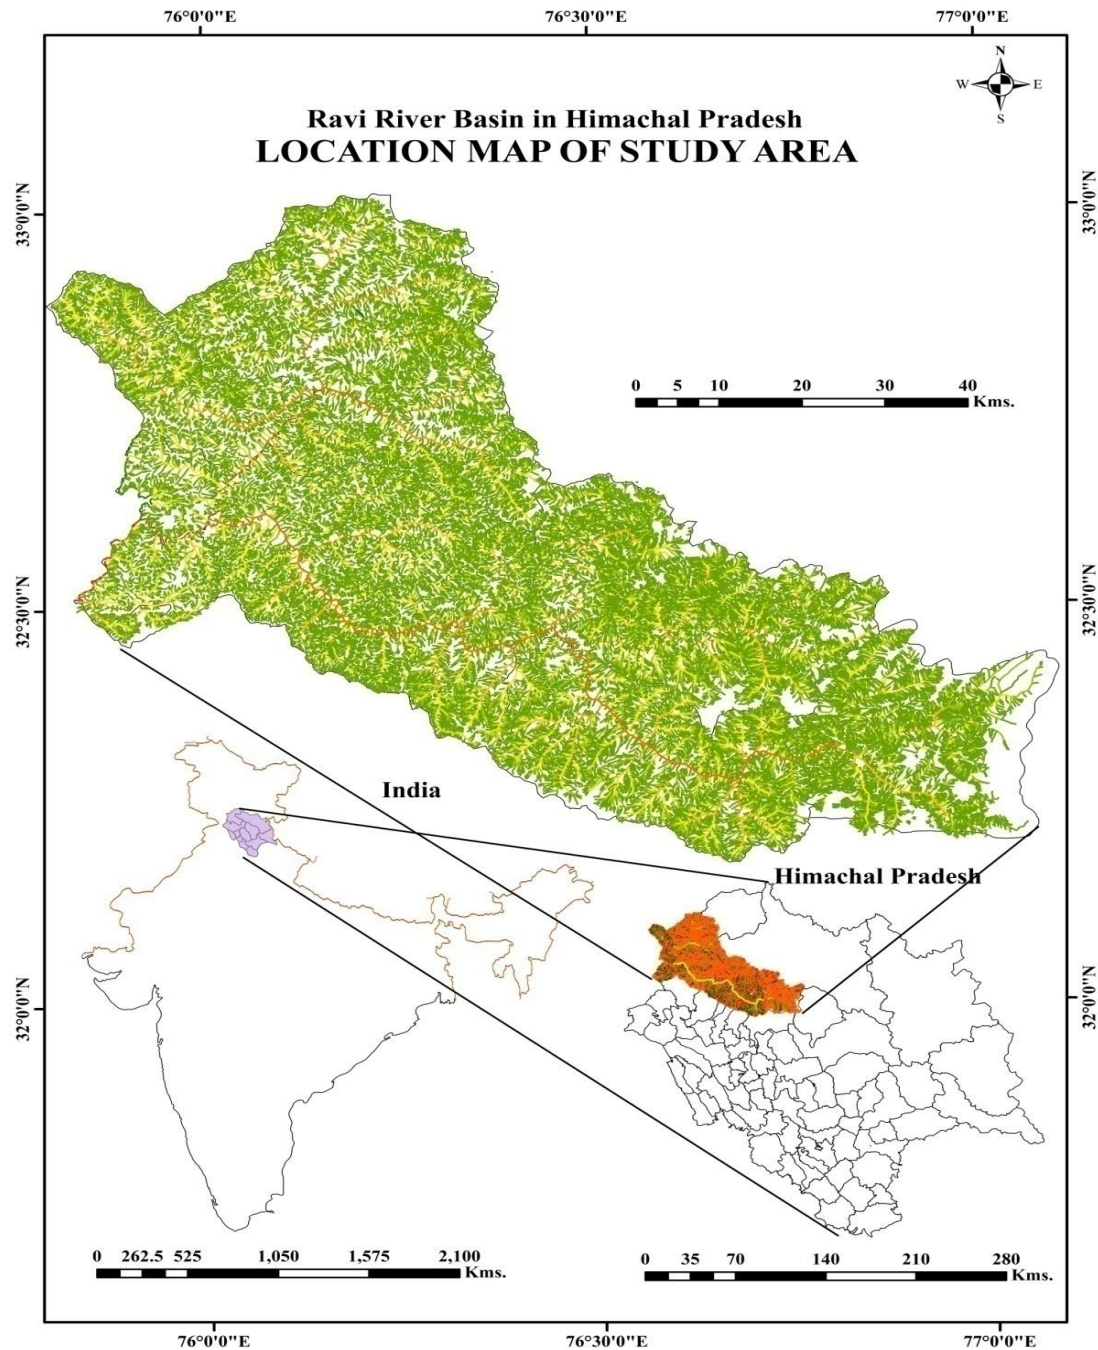 76°0'0"E 76°30'0"E 77°0'0"E
N
W E
S
Ravi River Basin in Himachal Pradesh
LOCATION MAP OF STUDY AREA
33°0'0"N 33°0'0"N
0 5 10 20 30 40
Kms.
32°30'0"N 32°30'0"N
India
Himachal Pradesh
32°0'0"N 32°0'0"N
0 262.5 525 1,050 1,575 2,100
Kms.
0 35 70 140 210 280
Kms.
76°0'0"E 76°30'0"E 77°0'0"E